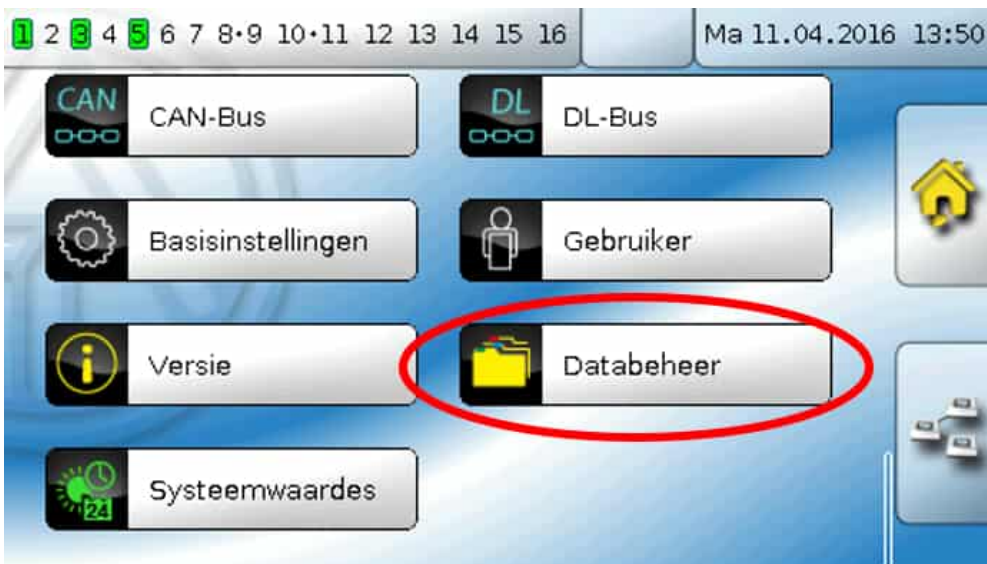 1 2 3 4 5 6 7 8·9 10·11 12 13 14 15 16 Ma 11.04.2016 13:50
CAN CAN-Bus DL DL-Bus
Basisinstellingen Gebruiker
Versie Databeheer
24 Systeemwaardes